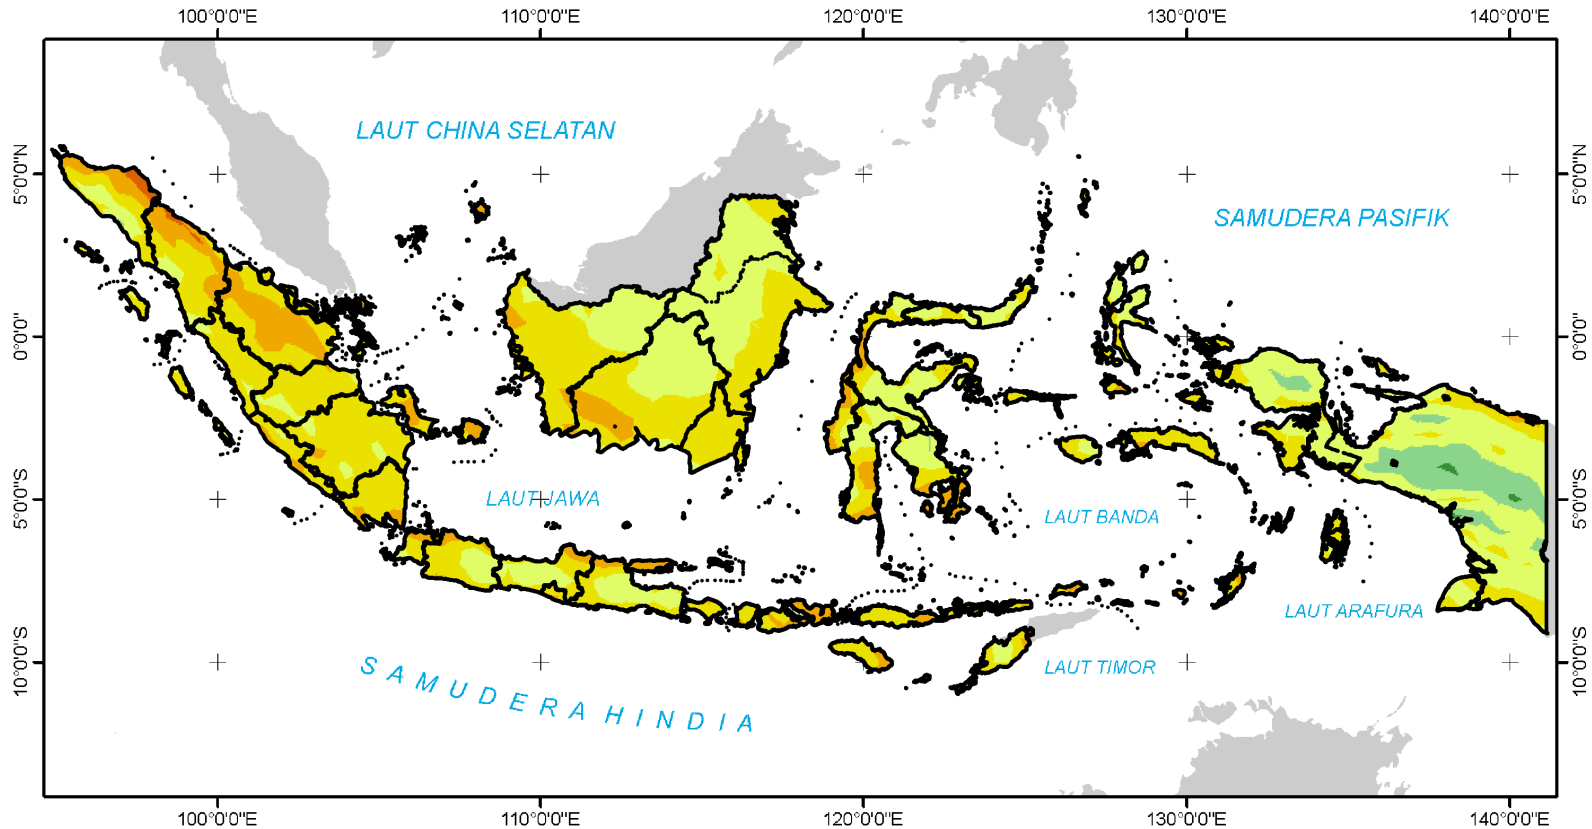 100°0'0"E 110°0'0"E 120°0'0"E 130°0'0"E 140°0'0"E
LAUT CHINA SELATAN
5°0'0"N 5°0'0"N
SAMUDERA PASIFIK
0°0'0" 0°0'0"
5°0'0"S LAUT JAWA 5°0'0"S
LAUT BANDA
LAUT ARAFURA
10°0'0"S LAUT TIMOR 10°0'0"S
SAMUDERA HINDIA
100°0'0"E 110°0'0"E 120°0'0"E 130°0'0"E 140°0'0"E